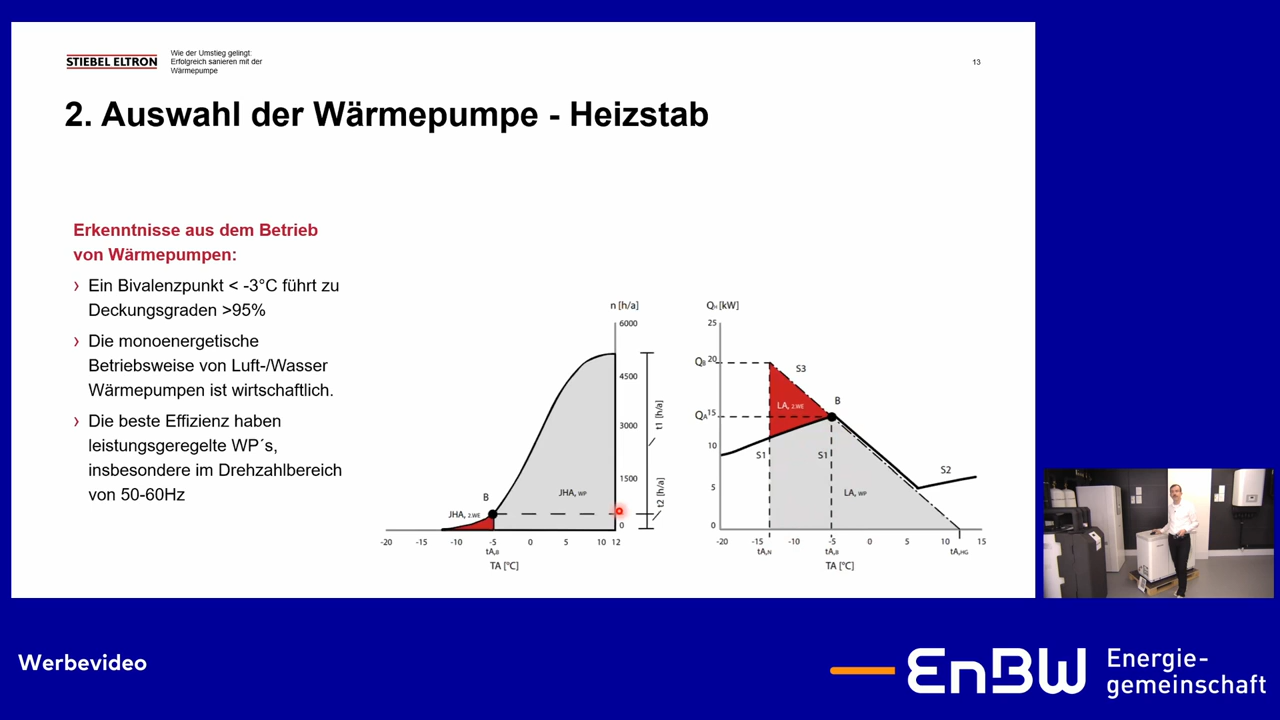 STIEBEL ELTRON
Wie der Umstieg gelingt:
Erfolgreich sanieren mit der
Wärmepumpe
13
2. Auswahl der Wärmepumpe - Heizstab
Erkenntnisse aus dem Betrieb
von Wärmepumpen:
› Ein Bivalenzpunkt < -3°C führt zu
Deckungsgraden >95%
› Die monoenergetische
Betriebsweise von Luft-/Wasser
Wärmepumpen ist wirtschaftlich.
› Die beste Effizienz haben
leistungsgeregelte WP´s,
insbesondere im Drehzahlbereich
von 50-60Hz
n [h/a]
6000
4500
3000
1500
0
t1 [h/a]
t2 [h/a]
B
JHA, 2.WE
JHA, WP
-20 -15 -10 -5 0 5 10 12
tA,B
TA [°C]
QH [kW]
25
QB 20
QA 15
10
5
0
S3
B
LA, 2.WE
S1
S1
S2
LA, WP
-20 -15 -10 -5 0 5 10 15
tA,N tA,B tA,HG
TA [°C]
Werbevideo
EnBW
Energie-
gemeinschaft